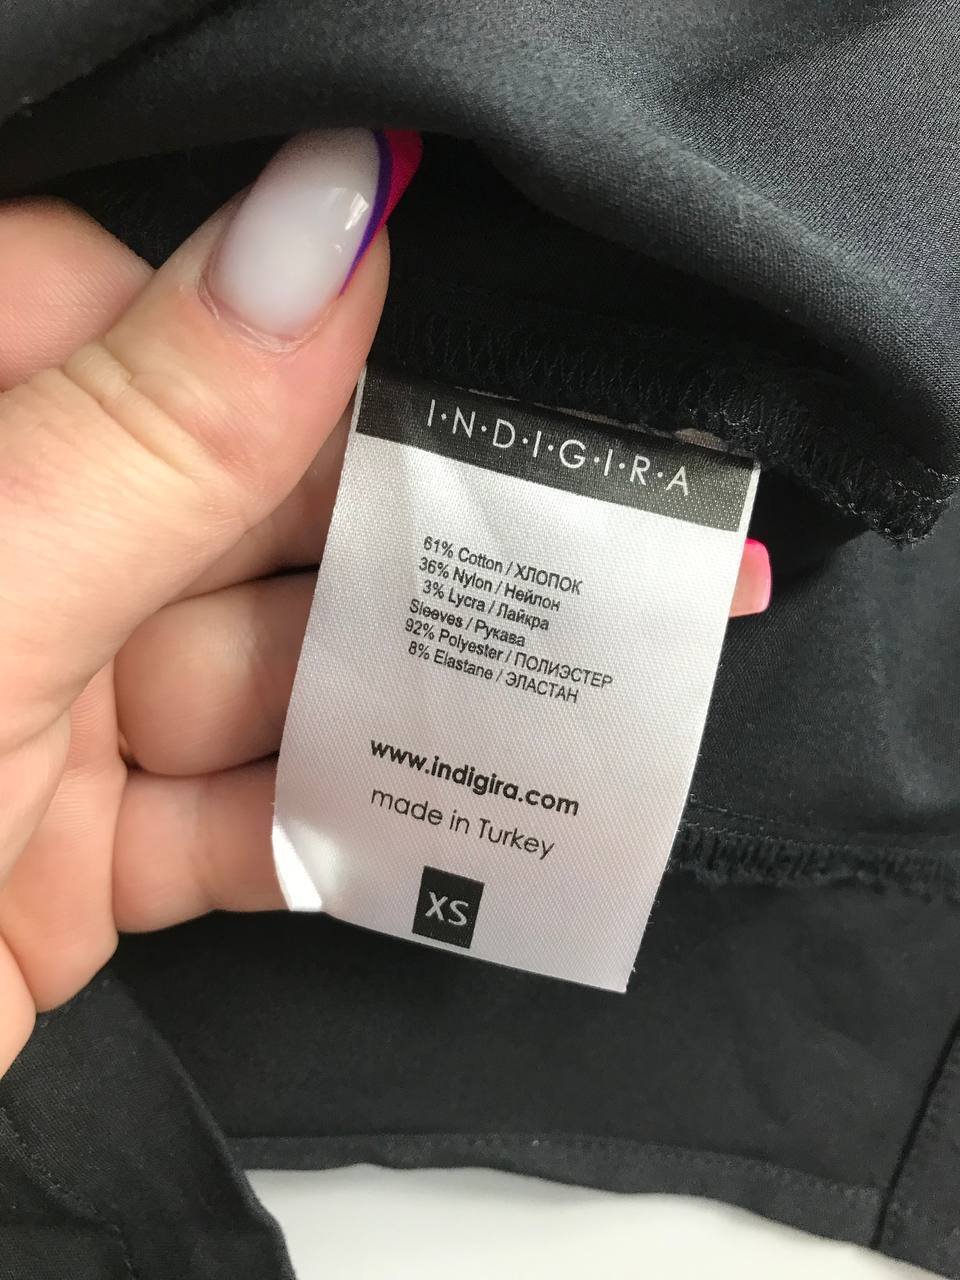 I·N·D·I·G·I·R·A
61% Cotton / ХЛОПОК
36% Nylon / Нейлон
3% Lycra / Лайкра
Sleeves / Рукава
92% Polyester / ПОЛИЭСТЕР
8% Elastane / ЭЛАСТАН
www.indigira.com
made in Turkey
XS